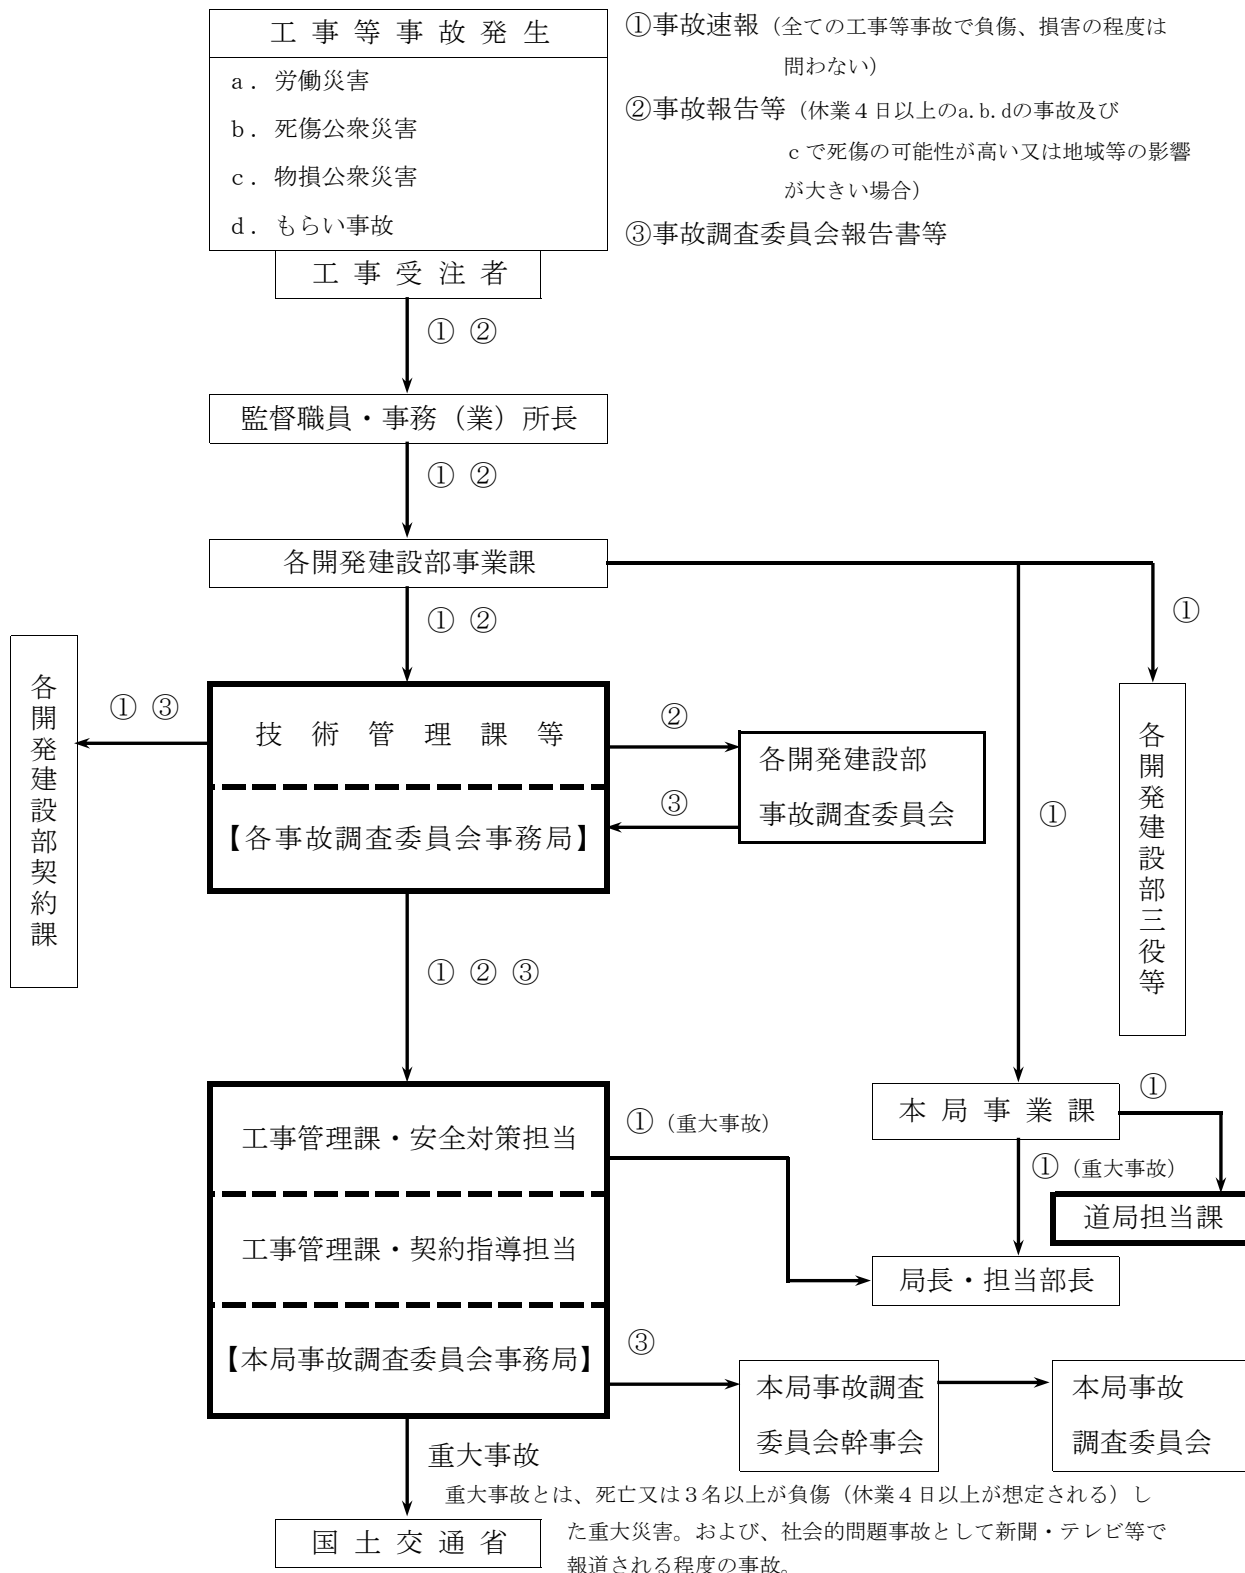 工事等事故発生
a．労働災害
b．死傷公衆災害
c．物損公衆災害
d．もらい事故
工事受注者
①事故速報（全ての工事等事故で負傷、損害の程度は
問わない）
②事故報告等（休業４日以上のa.b.dの事故及び
ｃで死傷の可能性が高い又は地域等の影響
が大きい場合）
③事故調査委員会報告書等
① ②
監督職員・事務（業）所長
① ②
各開発建設部事業課
① ②
①
各開発建設部契約課
① ③
技術管理課等
【各事故調査委員会事務局】
②
③
各開発建設部
事故調査委員会
①
各開発建設部三役等
① ② ③
工事管理課・安全対策担当
工事管理課・契約指導担当
【本局事故調査委員会事務局】
①（重大事故）
本局事業課
①
①（重大事故）
道局担当課
局長・担当部長
③
本局事故調査
委員会幹事会
本局事故
調査委員会
重大事故
国土交通省
重大事故とは、死亡又は３名以上が負傷（休業４日以上が想定される）し
た重大災害。および、社会的問題事故として新聞・テレビ等で
報道される程度の事故。